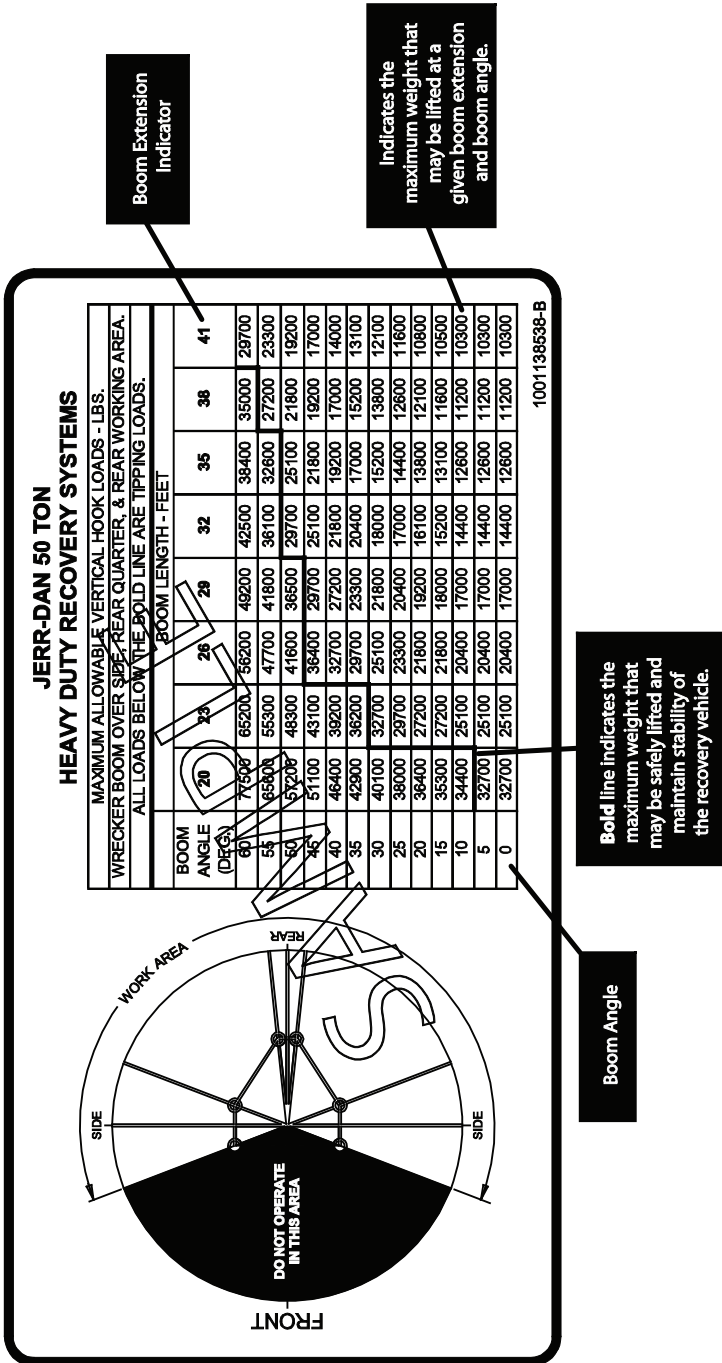 JERR-DAN 50 TON
HEAVY DUTY RECOVERY SYSTEMS
MAXIMUM ALLOWABLE VERTICAL HOOK LOADS - LBS.
WRECKER BOOM OVER SIDE, REAR QUARTER, & REAR WORKING AREA.
ALL LOADS BELOW THE BOLD LINE ARE TIPPING LOADS.
BOOM ANGLE (DEG.)
BOOM LENGTH - FEET
20 23 26 29 32 35 38 41
60 77500 65200 56200 49200 42500 38400 35000 29700
55 65600 55300 47700 41800 36100 32600 27200 23300
50 57200 48300 41600 36500 29700 25100 21800 19200
45 51100 43100 36400 29700 25100 21800 19200 17000
40 46400 39200 32700 27200 21800 19200 17000 14000
35 42900 36200 29700 23300 20400 17000 15200 13100
30 40100 32700 25100 21800 18000 15200 13800 12100
25 38000 29700 23300 20400 17000 14400 12600 11600
20 36400 27200 21800 19200 16100 13800 12100 10800
15 35300 27200 21800 18000 15200 13100 11600 10500
10 34400 25100 20400 17000 14400 12600 11200 10300
5 32700 25100 20400 17000 14400 12600 11200 10300
0 32700 25100 20400 17000 14400 12600 11200 10300
1001138538-B
SAMPLE
FRONT
DO NOT OPERATE
IN THIS AREA
SIDE
WORK AREA
REAR
SIDE
Boom Extension
Indicator
Indicates the
maximum weight that
may be lifted at a
given boom extension
and boom angle.
Bold line indicates the
maximum weight that
may be safely lifted and
maintain stability of
the recovery vehicle.
Boom Angle